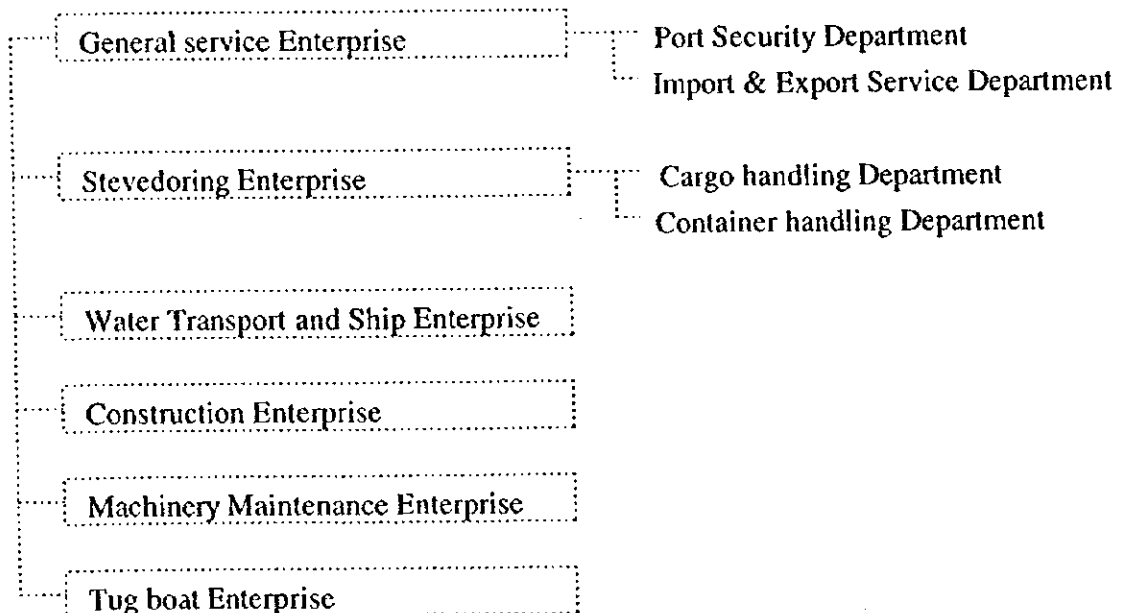 General service Enterprise
Port Security Department
Import & Export Service Department
Stevedoring Enterprise
Cargo handling Department
Container handling Department
Water Transport and Ship Enterprise
Construction Enterprise
Machinery Maintenance Enterprise
Tug boat Enterprise